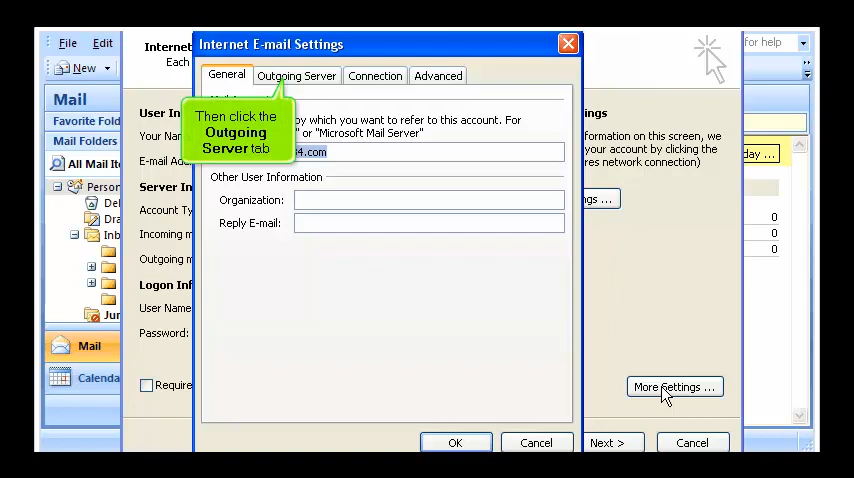 File Edit
New
Mail
Favorite Fold
Mail Folders
All Mail Ite
Person
Del
Dra
Inb
Jun
Mail
Calenda
Internet
Each
User In
Your Na
E-mail Ad
Server In
Account Ty
Incoming m
Outgoing m
Logon Inf
User Name
Password:
Require
Internet E-mail Settings
General Outgoing Server Connection Advanced
by which you want to refer to this account. For
" or "Microsoft Mail Server"
4.com
Other User Information
Organization:
Reply E-mail:
OK Cancel
Then click the
Outgoing
Server tab
ngs
ormation on this screen, we
your account by clicking the
res network connection)
ngs ...
More Settings ...
Next > Cancel
for help
day ...
0
0
0